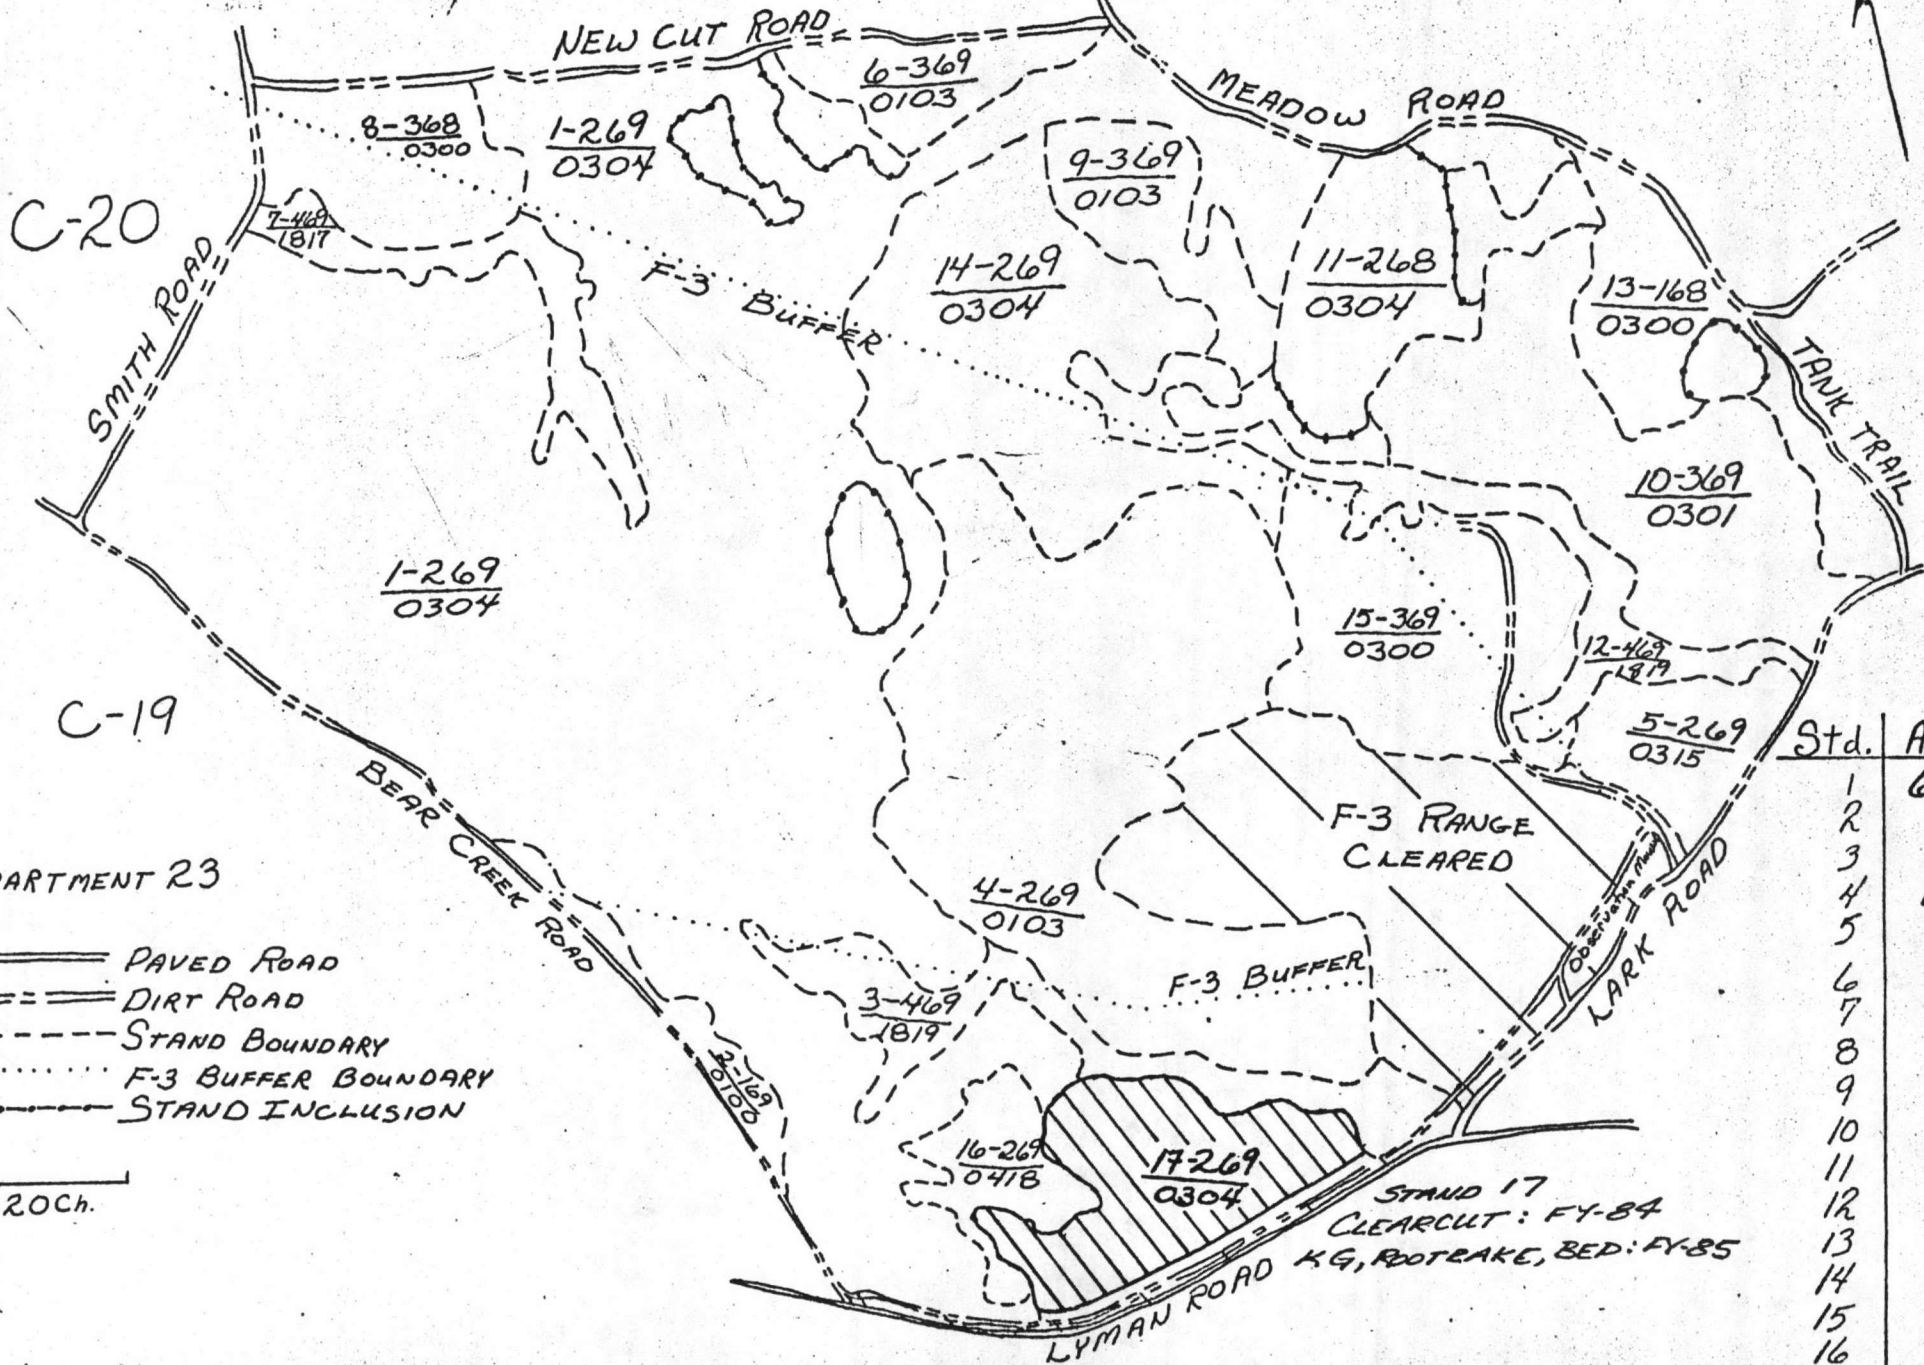 NEW CUT ROAD
6-369
0103
MEADOW ROAD
8-368
0300
1-269
0304
9-369
0103
C-20
7-469
1817
SMITH ROAD
F-3 BUFFER
14-269
0304
11-268
0304
13-168
0300
TANK TRAIL
10-369
0301
1-269
0304
15-369
0300
12-469
1819
C-19
5-269
0315
BEAR CREEK ROAD
F-3 RANGE
CLEARED
Observation
LARK ROAD
4-269
0103
F-3 BUFFER
3-469
1819
2-169
0100
16-269
0418
17-269
0304
STAND 17
CLEARCUT: FY-84
KG, ROOTRAKE, BED: FY-85
LYMAN ROAD
PARTMENT 23
PAVED ROAD
DIRT ROAD
STAND BOUNDARY
F-3 BUFFER BOUNDARY
STAND INCLUSION
20 Ch.
Std. A
1 6
2
3
4
5
6
7
8
9
10
11
12
13
14
15
16